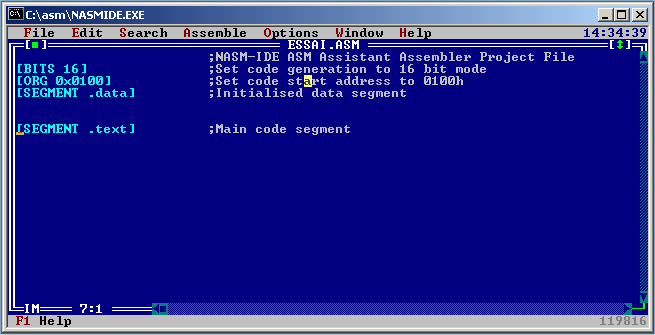 C:\asm\NASMIDE.EXE
File Edit Search Assemble Options Window Help 14:34:39
ESSAI.ASM
;NASM-IDE ASM Assistant Assembler Project File
[BITS 16] ;Set code generation to 16 bit mode
[ORG 0x0100] ;Set code start address to 0100h
[SEGMENT .data] ;Initialised data segment
[SEGMENT .text] ;Main code segment
IM 7:1
F1 Help 119816